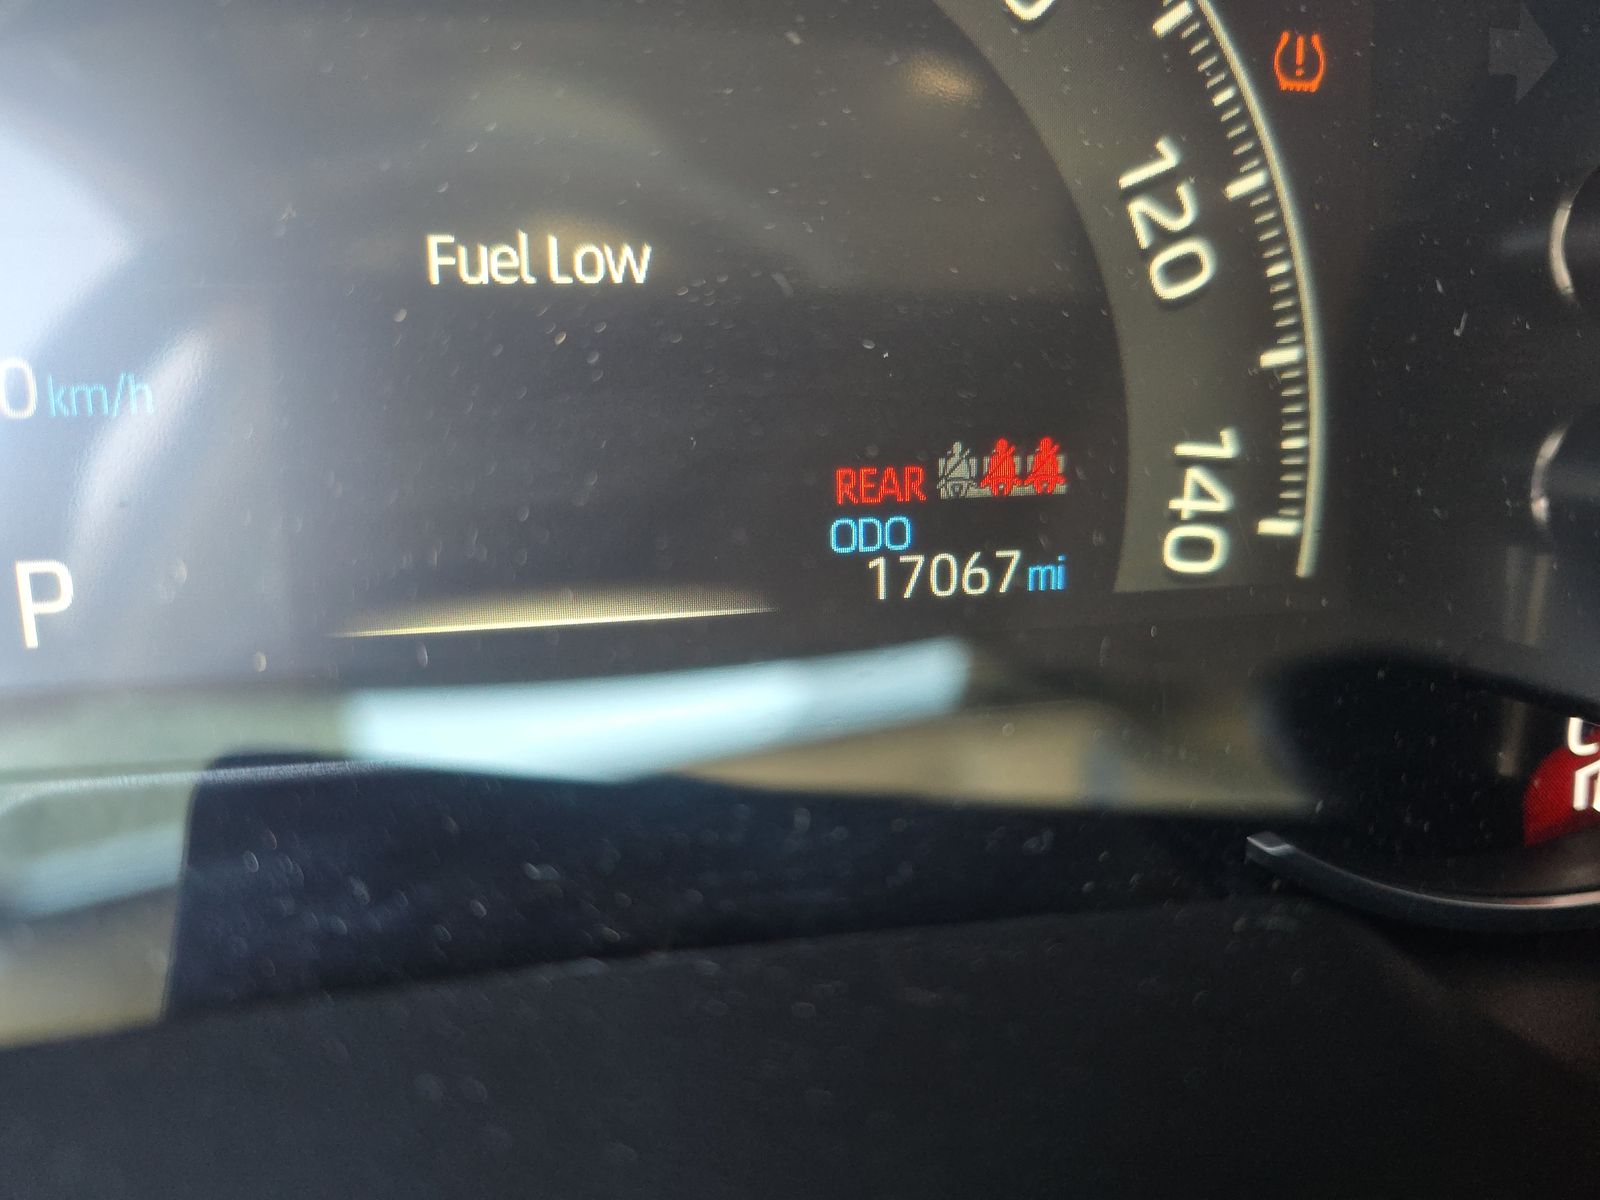 120
Fuel Low
0 km/h
140
REAR
ODO
17067 mi
P